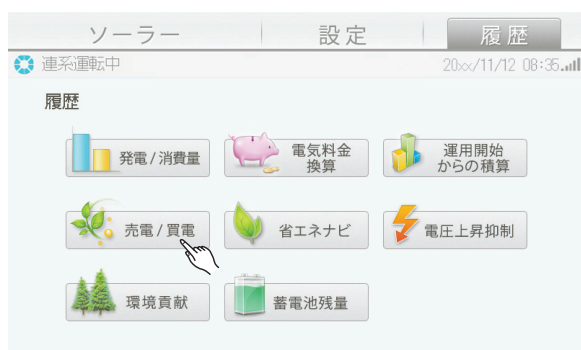 ソーラー 設定 履歴
連系運転中 20xx/11/12 08:35
履歴
発電/消費量
電気料金
換算
運用開始
からの積算
売電/買電
省エネナビ
電圧上昇抑制
環境貢献
蓄電池残量